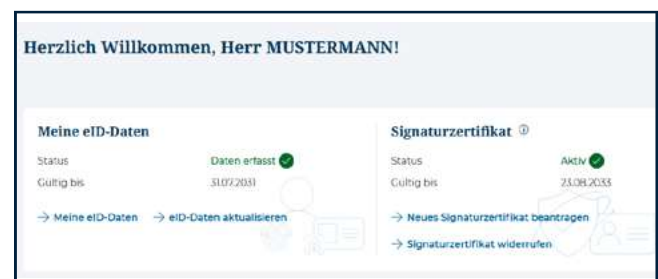 Herzlich Willkommen, Herr MUSTERMANN!
Meine eID-Daten
Status Daten erfasst
Gültig bis 31.07.2031
→ Meine eID-Daten → eID-Daten aktualisieren
Signaturzertifikat
Status Aktiv
Gültig bis 23.08.2033
→ Neues Signaturzertifikat beantragen
→ Signaturzertifikat widerrufen